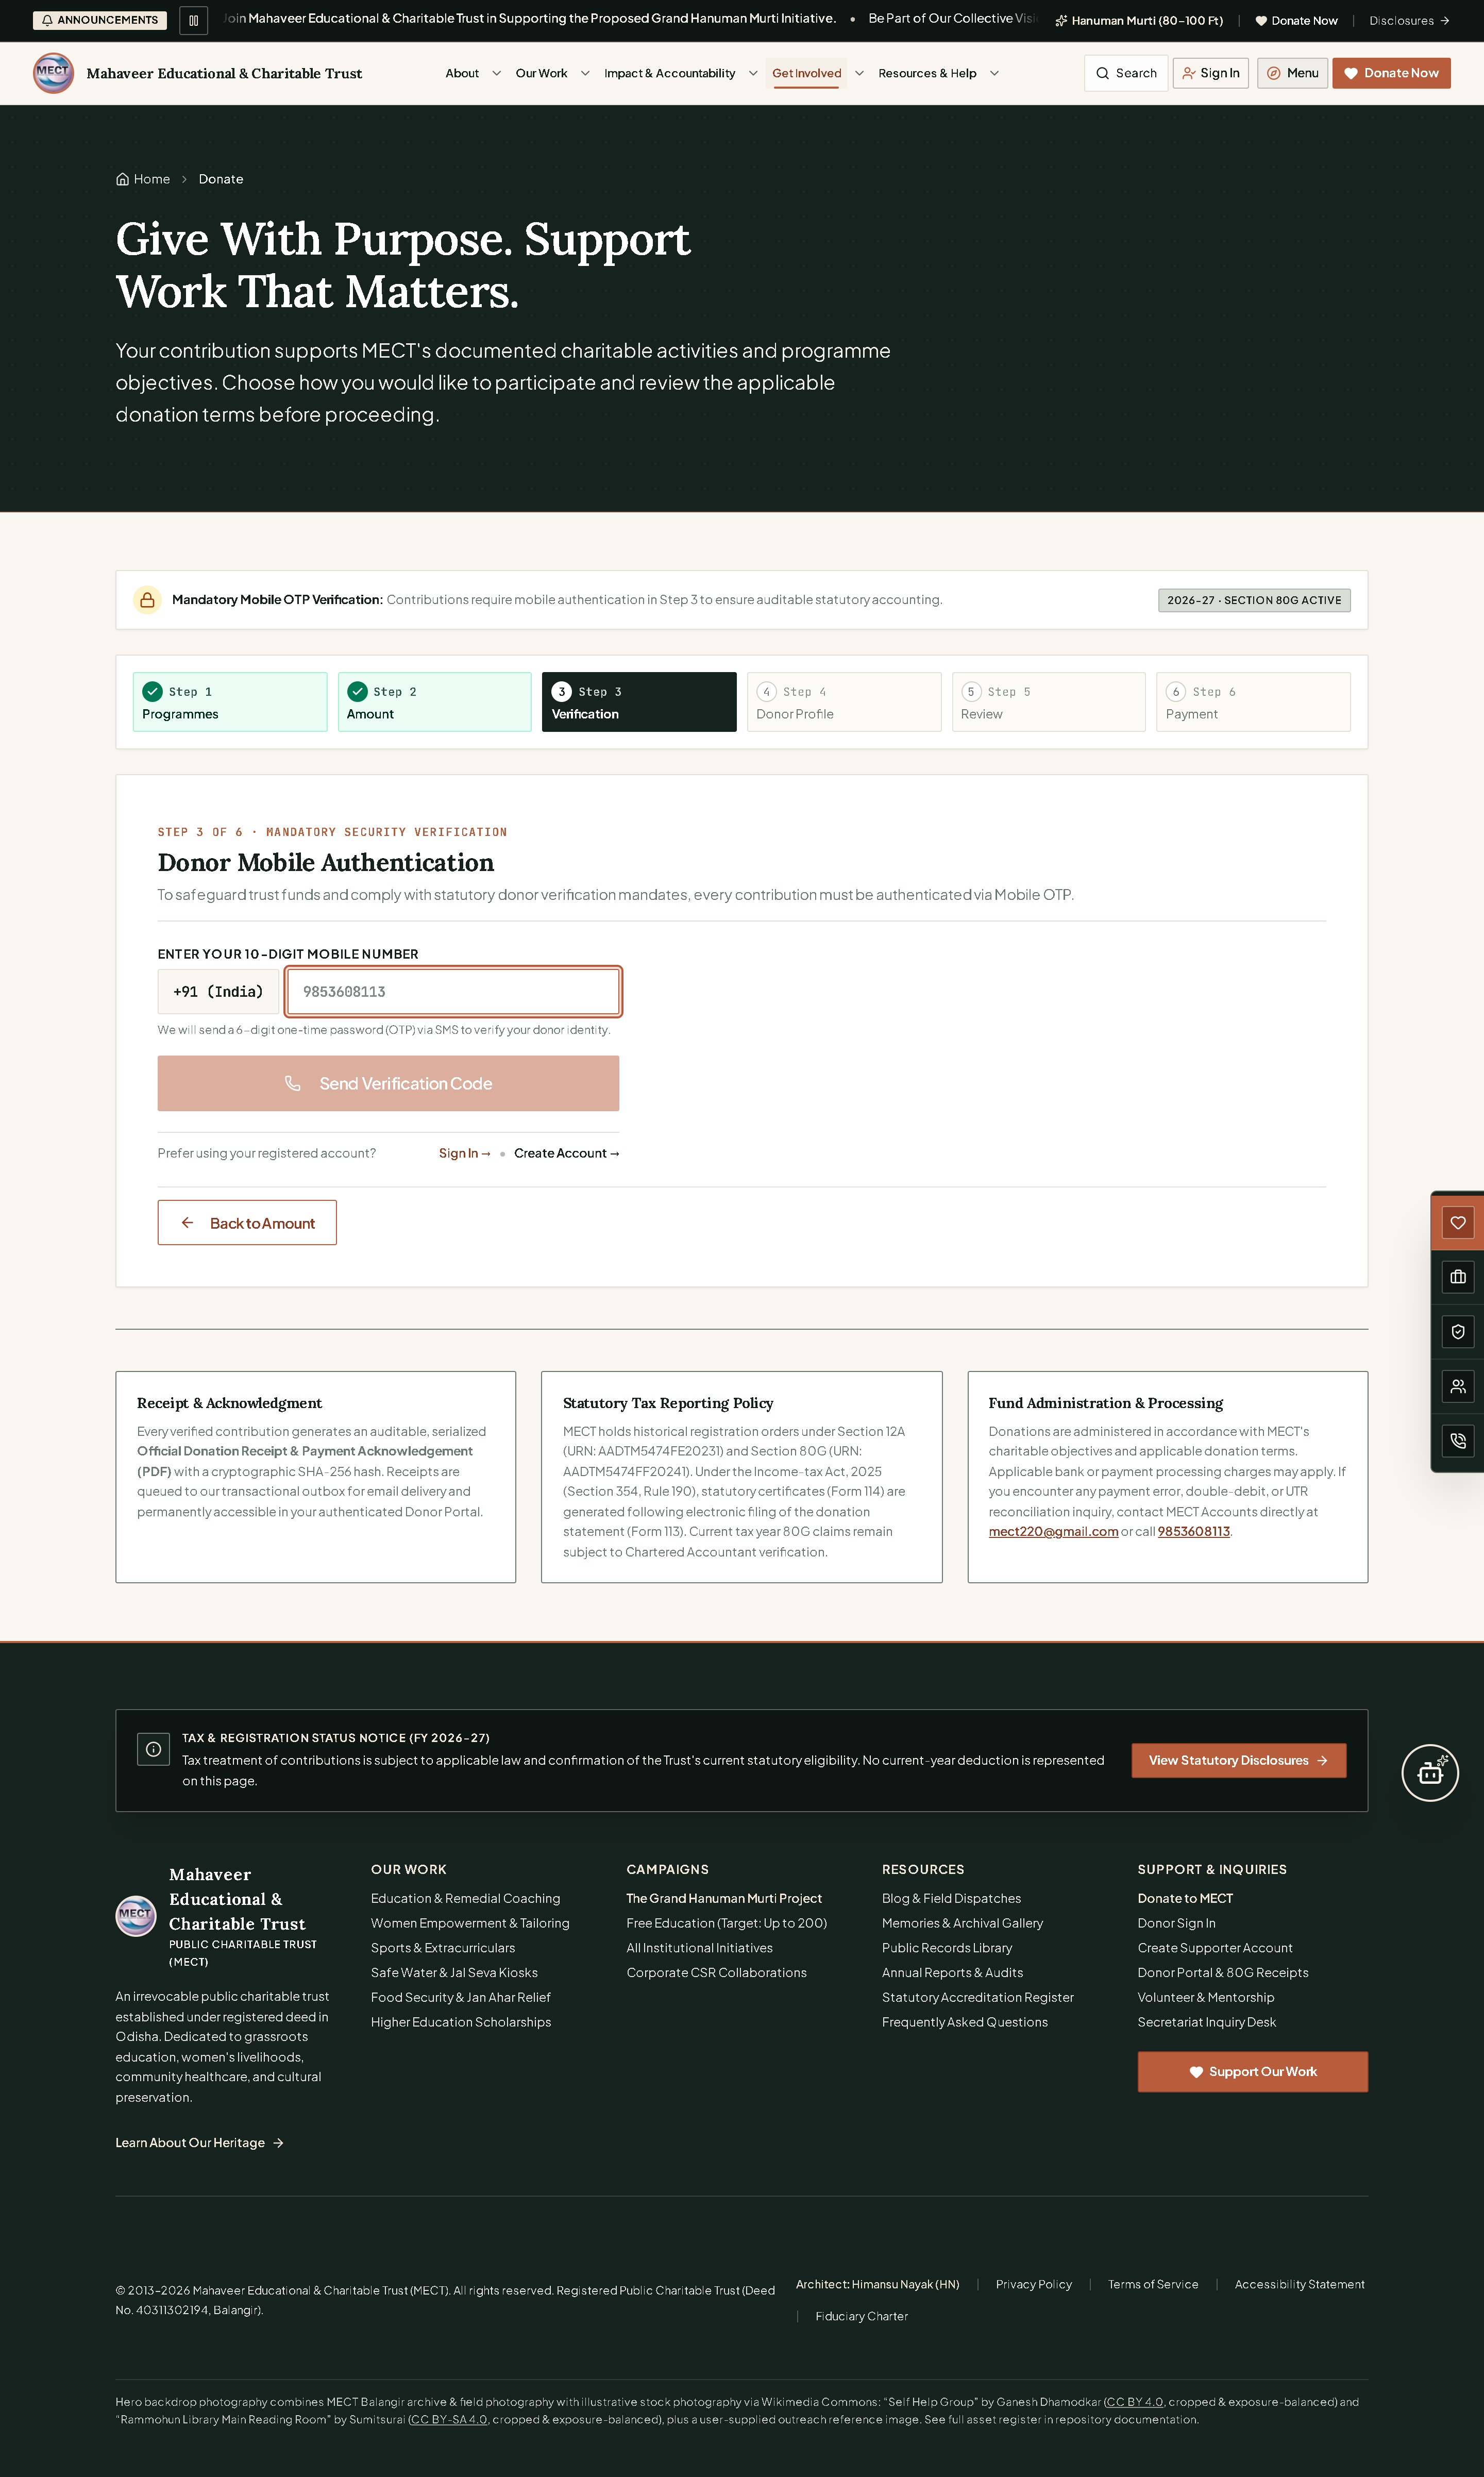 ANNOUNCEMENTS
Join Mahaveer Educational & Charitable Trust in Supporting the Proposed Grand Hanuman Murti Initiative. • Be Part of Our Collective
Hanuman Murti (80–100 Ft) | Donate Now | Disclosures →
MECT
Mahaveer Educational & Charitable Trust
About
Our Work
Impact & Accountability
Get Involved
Resources & Help
Search
Sign In
Menu
Donate Now
Home > Donate
Give With Purpose. Support
Work That Matters.
Your contribution supports MECT's documented charitable activities and programme
objectives. Choose how you would like to participate and review the applicable
donation terms before proceeding.
Mandatory Mobile OTP Verification: Contributions require mobile authentication in Step 3 to ensure auditable statutory accounting.
2026–27 · SECTION 80G ACTIVE
Step 1
Programmes
Step 2
Amount
3 Step 3
Verification
4 Step 4
Donor Profile
5 Step 5
Review
6 Step 6
Payment
STEP 3 OF 6 · MANDATORY SECURITY VERIFICATION
Donor Mobile Authentication
To safeguard trust funds and comply with statutory donor verification mandates, every contribution must be authenticated via Mobile OTP.
ENTER YOUR 10-DIGIT MOBILE NUMBER
+91 (India)
9853608113
We will send a 6-digit one-time password (OTP) via SMS to verify your donor identity.
Send Verification Code
Prefer using your registered account?
Sign In → • Create Account →
← Back to Amount
Receipt & Acknowledgment
Every verified contribution generates an auditable, serialized
Official Donation Receipt & Payment Acknowledgement
(PDF) with a cryptographic SHA-256 hash. Receipts are
queued to our transactional outbox for email delivery and
permanently accessible in your authenticated Donor Portal.
Statutory Tax Reporting Policy
MECT holds historical registration orders under Section 12A
(URN: AADTM5474FE20231) and Section 80G (URN:
AADTM5474FF20241). Under the Income-tax Act, 2025
(Section 354, Rule 190), statutory certificates (Form 114) are
generated following electronic filing of the donation
statement (Form 113). Current tax year 80G claims remain
subject to Chartered Accountant verification.
Fund Administration & Processing
Donations are administered in accordance with MECT's
charitable objectives and applicable donation terms.
Applicable bank or payment processing charges may apply. If
you encounter any payment error, double-debit, or UTR
reconciliation inquiry, contact MECT Accounts directly at
mect220@gmail.com or call 9853608113.
TAX & REGISTRATION STATUS NOTICE (FY 2026–27)
Tax treatment of contributions is subject to applicable law and confirmation of the Trust's current statutory eligibility. No current-year deduction is represented
on this page.
View Statutory Disclosures →
MECT
Mahaveer
Educational &
Charitable Trust
PUBLIC CHARITABLE TRUST
(MECT)
An irrevocable public charitable trust
established under registered deed in
Odisha. Dedicated to grassroots
education, women's livelihoods,
community healthcare, and cultural
preservation.
Learn About Our Heritage →
OUR WORK
Education & Remedial Coaching
Women Empowerment & Tailoring
Sports & Extracurriculars
Safe Water & Jal Seva Kiosks
Food Security & Jan Ahar Relief
Higher Education Scholarships
CAMPAIGNS
The Grand Hanuman Murti Project
Free Education (Target: Up to 200)
All Institutional Initiatives
Corporate CSR Collaborations
RESOURCES
Blog & Field Dispatches
Memories & Archival Gallery
Public Records Library
Annual Reports & Audits
Statutory Accreditation Register
Frequently Asked Questions
SUPPORT & INQUIRIES
Donate to MECT
Donor Sign In
Create Supporter Account
Donor Portal & 80G Receipts
Volunteer & Mentorship
Secretariat Inquiry Desk
Support Our Work
© 2013–2026 Mahaveer Educational & Charitable Trust (MECT). All rights reserved. Registered Public Charitable Trust (Deed
No. 40311302194, Balangir).
Architect: Himansu Nayak (HN) | Privacy Policy | Terms of Service | Accessibility Statement
| Fiduciary Charter
Hero backdrop photography combines MECT Balangir archive & field photography with illustrative stock photography via Wikimedia Commons: “Self Help Group” by Ganesh Dhamodkar (CC BY 4.0, cropped & exposure-balanced) and
“Rammohun Library Main Reading Room” by Sumitsurai (CC BY-SA 4.0, cropped & exposure-balanced), plus a user-supplied outreach reference image. See full asset register in repository documentation.